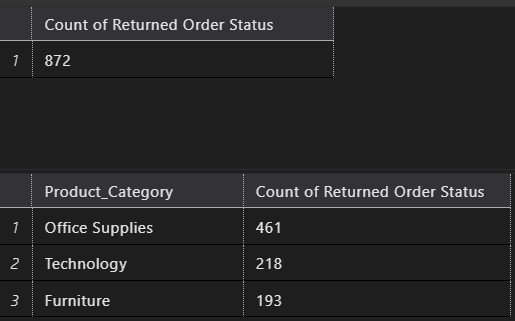 Count of Returned Order Status
1 872
Product_Category Count of Returned Order Status
1 Office Supplies 461
2 Technology 218
3 Furniture 193